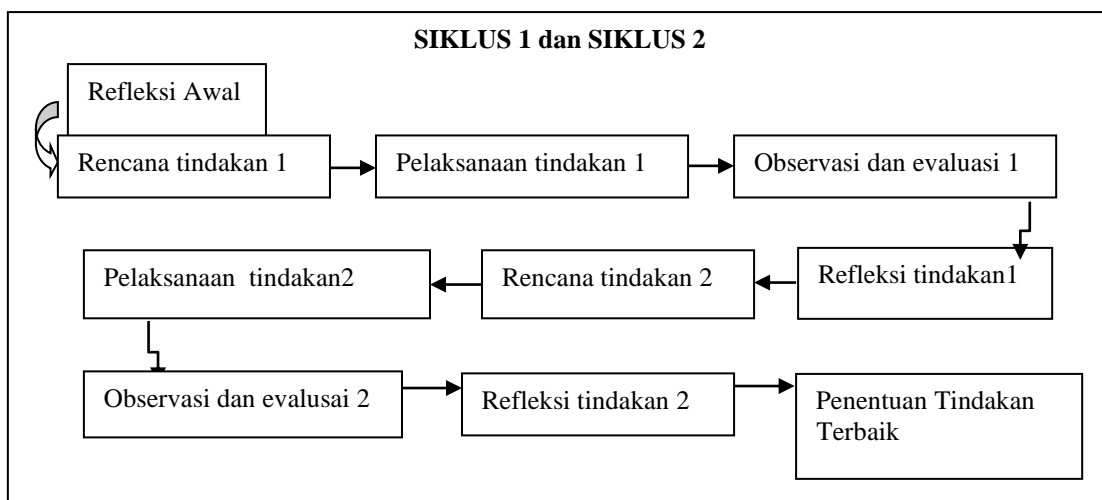 SIKLUS 1 dan SIKLUS 2
Refleksi Awal
Rencana tindakan 1
Pelaksanaan tindakan 1
Observasi dan evaluasi 1
Refleksi tindakan1
Rencana tindakan 2
Pelaksanaan tindakan2
Observasi dan evalusai 2
Refleksi tindakan 2
Penentuan Tindakan
Terbaik